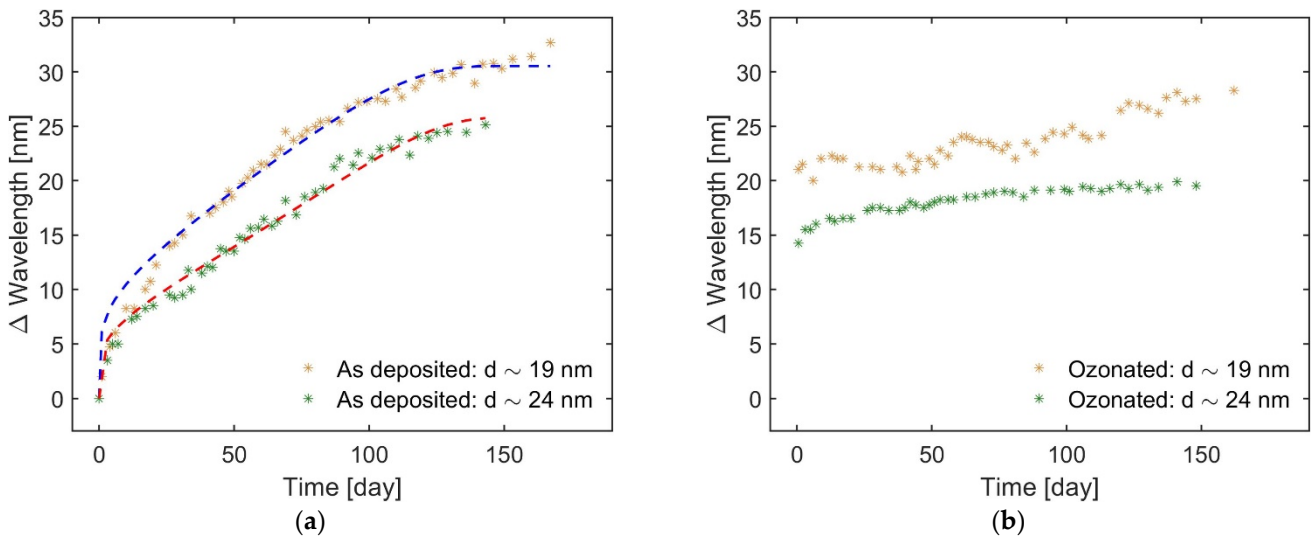 35
30
25
20
15
10
5
0
Δ Wavelength [nm]
As deposited: d ∼ 19 nm
As deposited: d ∼ 24 nm
0 50 100 150
Time [day]
(a)
35
30
25
20
15
10
5
0
Δ Wavelength [nm]
Ozonated: d ∼ 19 nm
Ozonated: d ∼ 24 nm
0 50 100 150
Time [day]
(b)